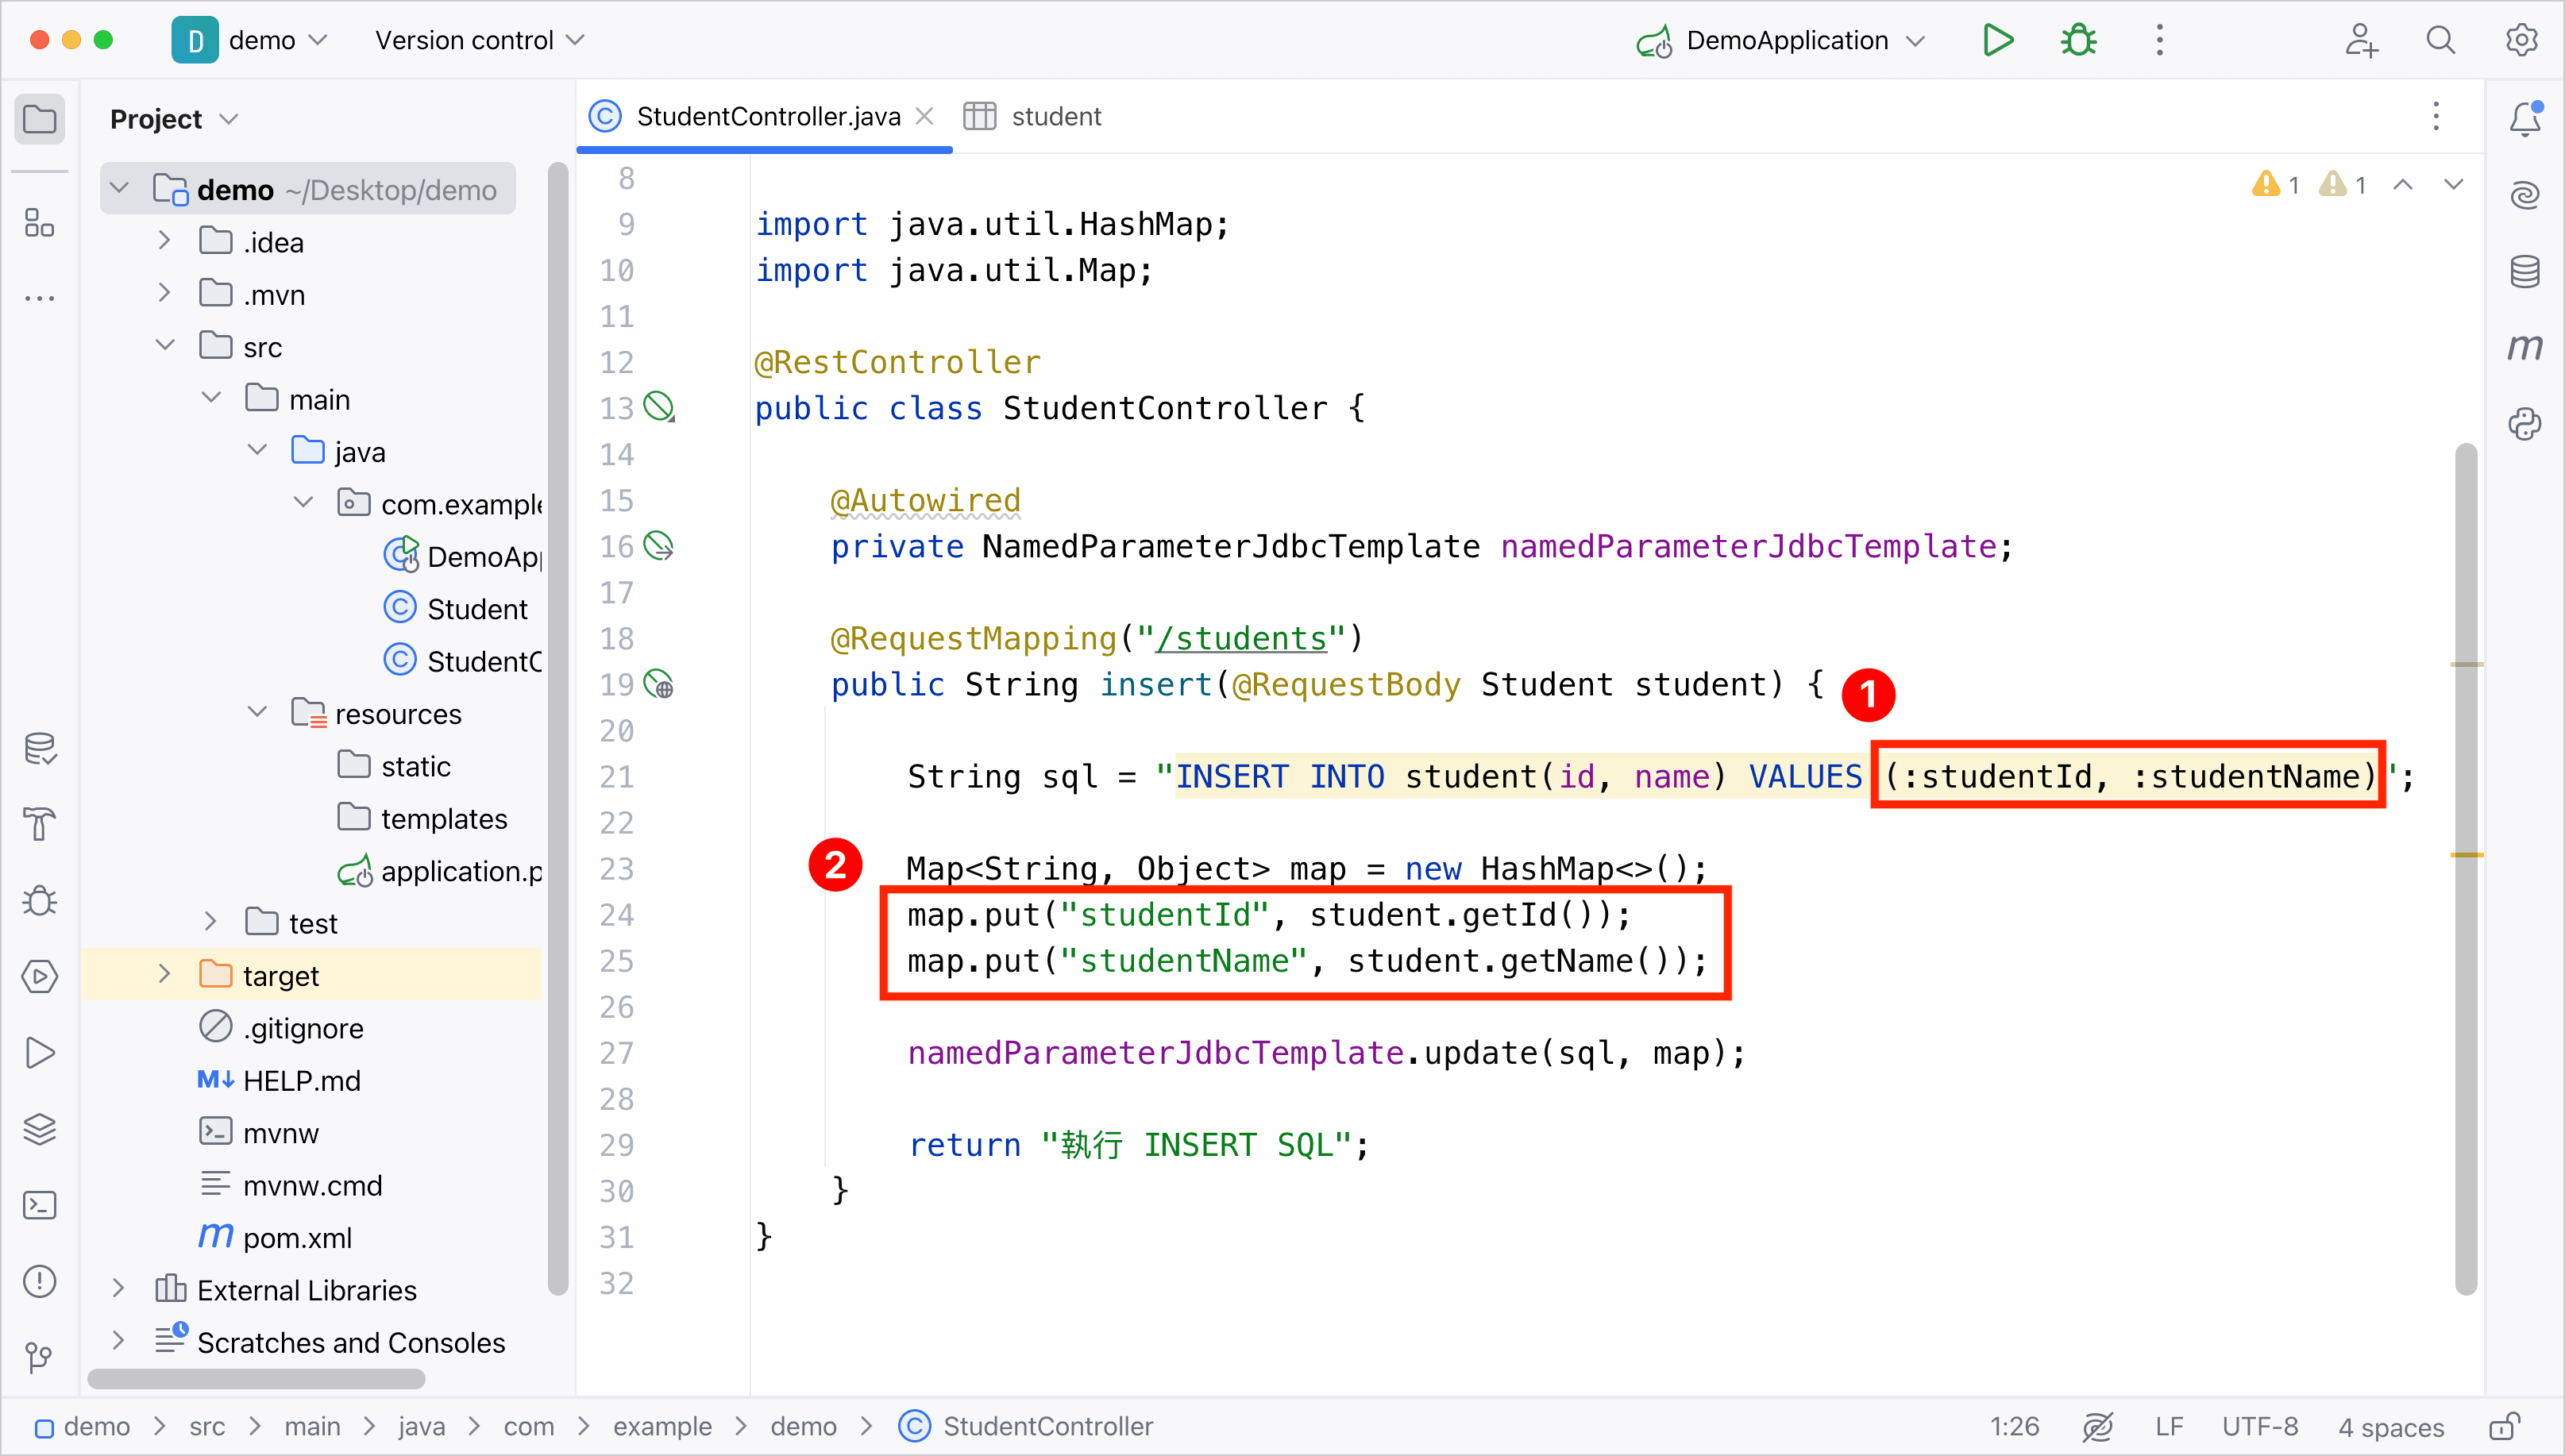 D demo Version control DemoApplication
Project
StudentController.java student
demo ~/Desktop/demo
.idea
.mvn
src
main
java
com.example
DemoApp
Student
StudentC
resources
static
templates
application.p
test
target
.gitignore
M↓ HELP.md
mvnw
mvnw.cmd
m pom.xml
External Libraries
Scratches and Consoles
1 1
8
9 import java.util.HashMap;
10 import java.util.Map;
11
12 @RestController
13 public class StudentController {
14
15 @Autowired
16 private NamedParameterJdbcTemplate namedParameterJdbcTemplate;
17
18 @RequestMapping("/students")
19 public String insert(@RequestBody Student student) {
1
20
21 String sql = "INSERT INTO student(id, name) VALUES (:studentId, :studentName)";
22
2
23 Map<String, Object> map = new HashMap<>();
24 map.put("studentId", student.getId());
25 map.put("studentName", student.getName());
26
27 namedParameterJdbcTemplate.update(sql, map);
28
29 return "執行 INSERT SQL";
30 }
31 }
32
m
demo > src > main > java > com > example > demo > C StudentController 1:26 LF UTF-8 4 spaces